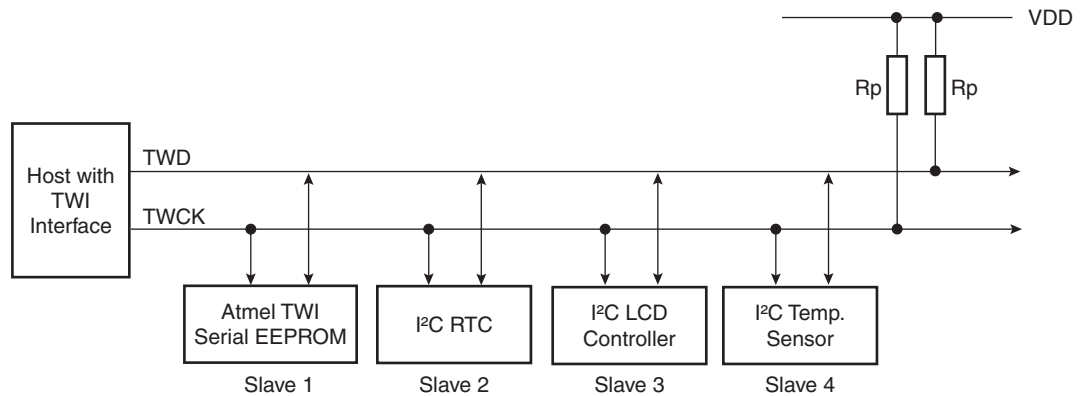 VDD
Rp
Rp
Host with
TWI
Interface
TWD
TWCK
Atmel TWI
Serial EEPROM
I²C RTC
I²C LCD
Controller
I²C Temp.
Sensor
Slave 1
Slave 2
Slave 3
Slave 4